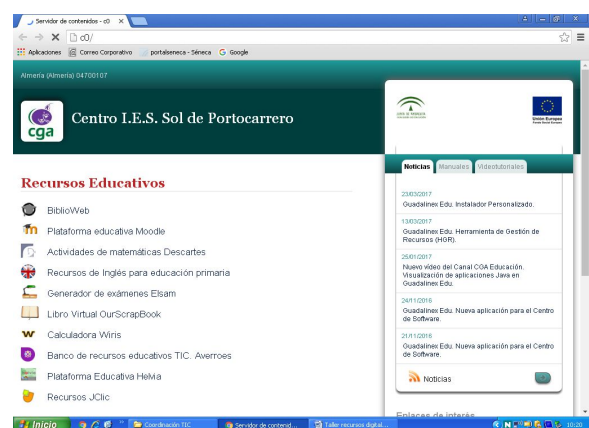 Servidor de contenidos - c0
c0/
Aplicaciones
Correo Corporativo
portalseneca - Séneca
Google
Almería (Almería) 04700107
cga
Centro I.E.S. Sol de Portocarrero
Unión Europea
Noticias
Manuales
Videotutoriales
Recursos Educativos
BiblioWeb
Plataforma educativa Moodle
Actividades de matemáticas Descartes
Recursos de Inglés para educación primaria
Generador de exámenes Elsam
Libro Virtual OurScrapBook
Calculadora Wiris
Banco de recursos educativos TIC. Averroes
Plataforma Educativa Helvia
Recursos JClic
23/03/2017
Guadalinex Edu. Instalador Personalizado.
13/03/2017
Guadalinex Edu. Herramienta de Gestión de
Recursos (HGR).
25/01/2017
Nuevo vídeo del Canal CGA Educación.
Visualización de aplicaciones Java en
Guadalinex Edu.
24/11/2016
Guadalinex Edu. Nueva aplicación para el Centro
de Software.
21/11/2016
Guadalinex Edu. Nueva aplicación para el Centro
de Software.
Noticias
Enlaces de interés
Inicio
Coordinación TIC
Servidor de contenid...
Taller recursos digital...
10:20